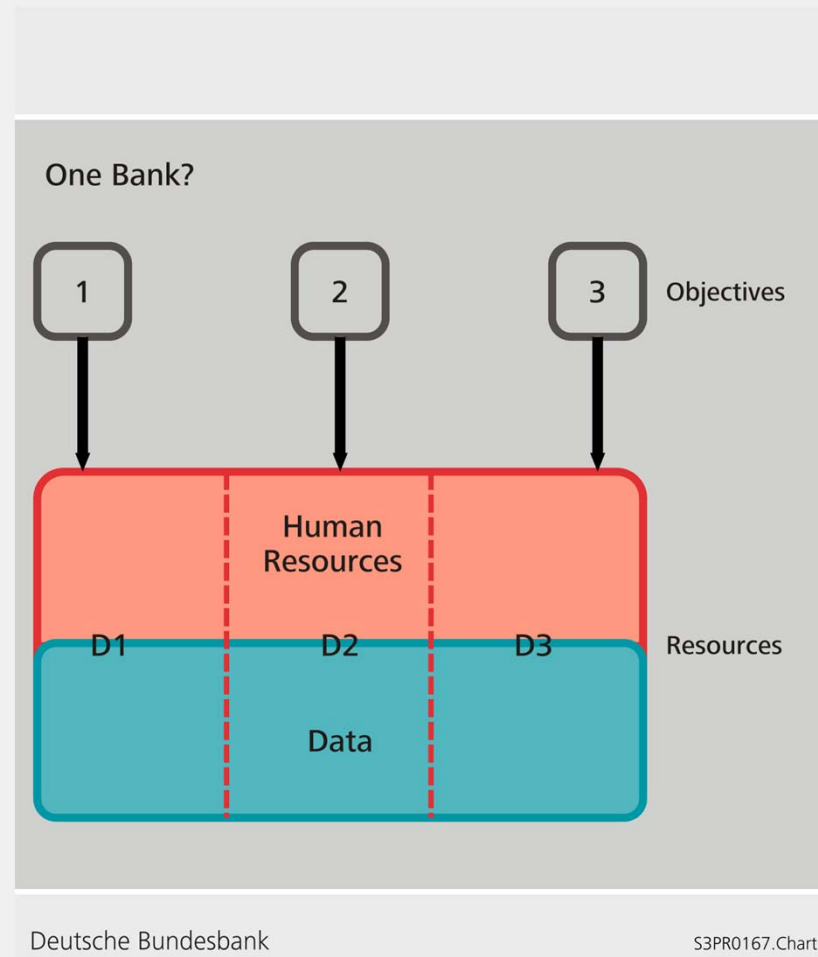 One Bank?
1 2 3 Objectives
Human
Resources
D1 D2 D3 Resources
Data
Deutsche Bundesbank S3PR0167.Chart